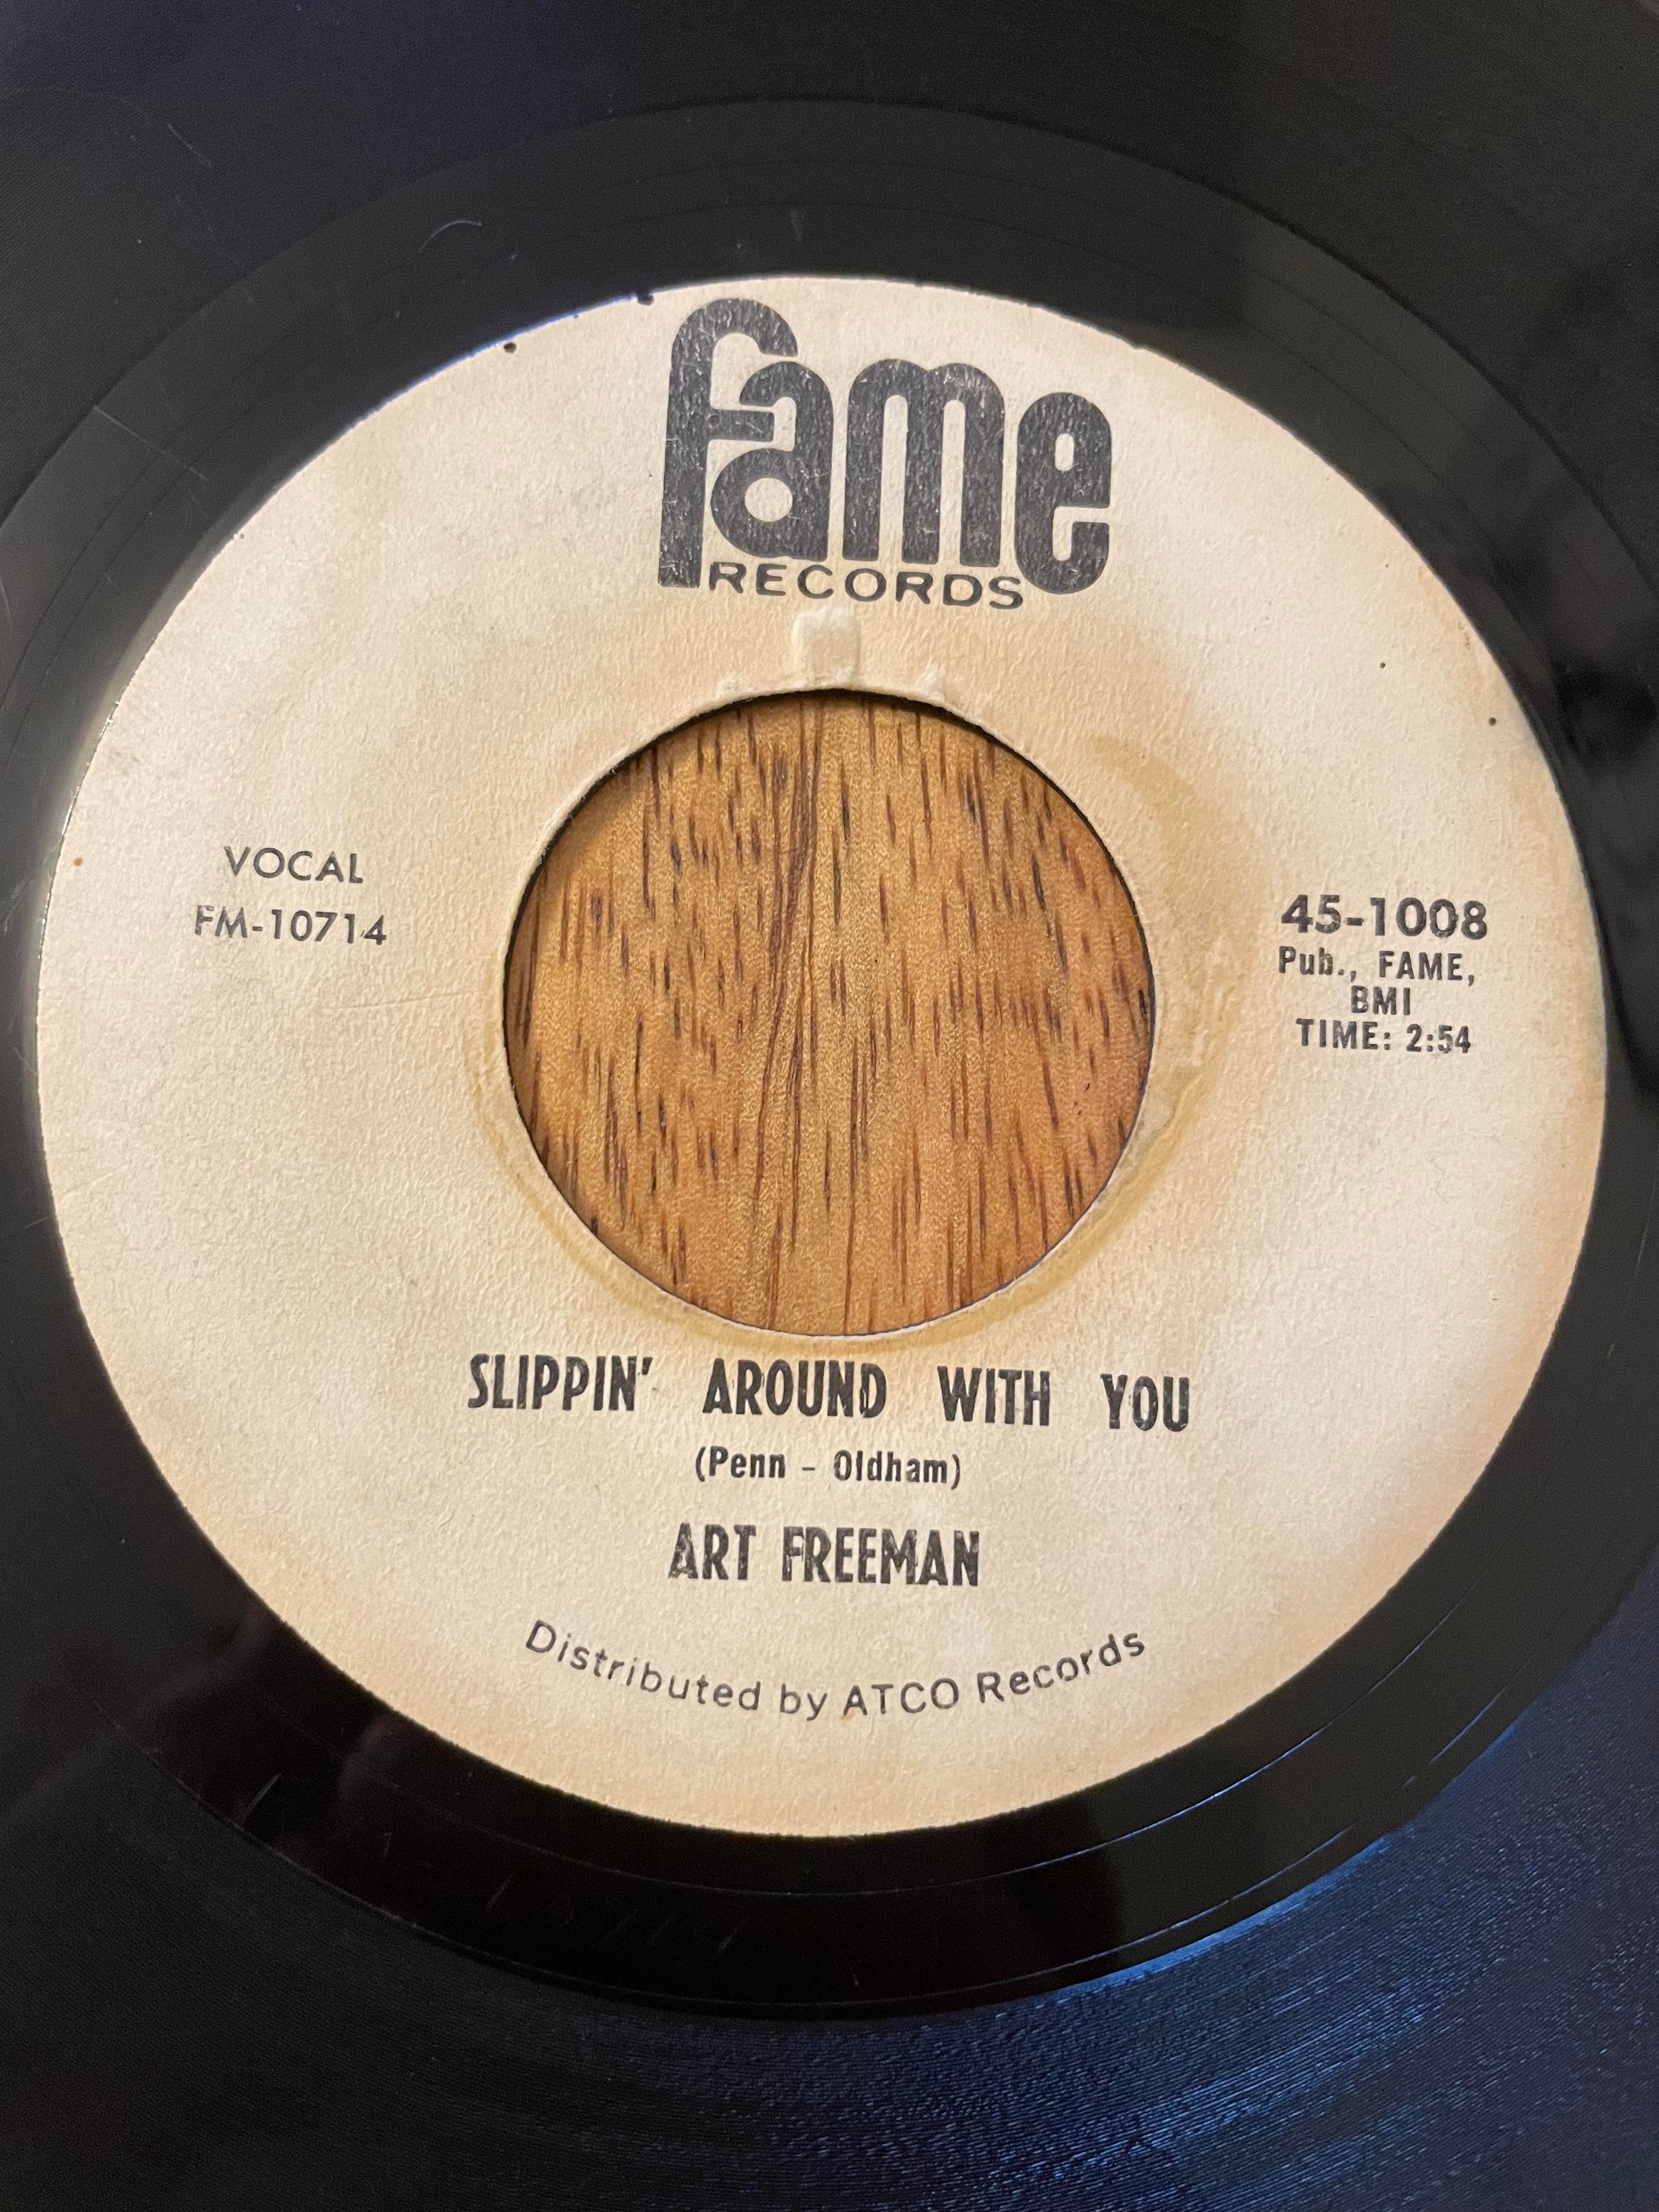 fame
RECORDS
VOCAL
FM-10714
45-1008
Pub., FAME,
BMI
TIME: 2:54
SLIPPIN' AROUND WITH YOU
(Penn - Oldham)
ART FREEMAN
Distributed by ATCO Records